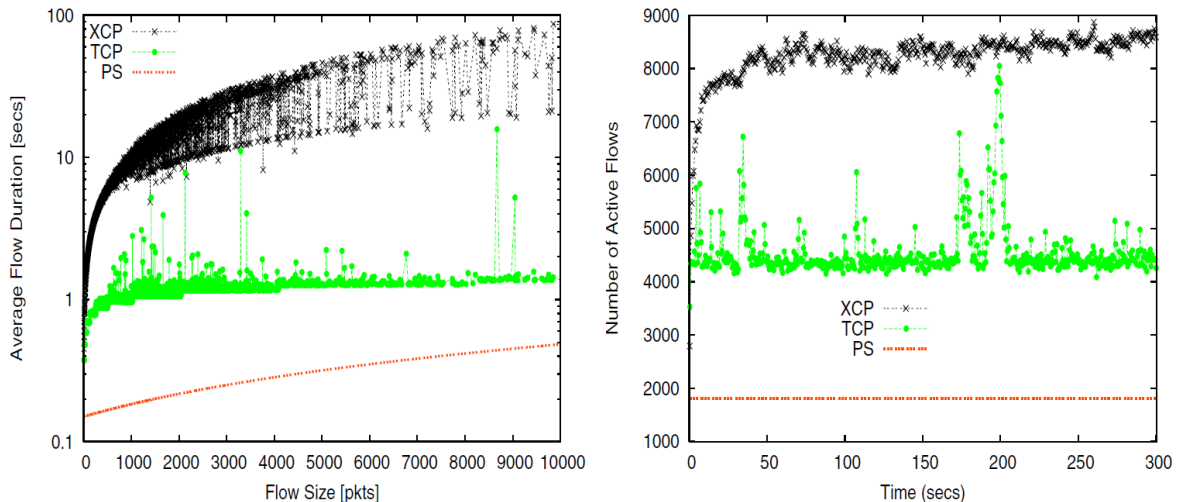 100
10
1
0.1
Average Flow Duration [secs]
XCP
TCP
PS
0 1000 2000 3000 4000 5000 6000 7000 8000 9000 10000
Flow Size [pkts]
9000
8000
7000
6000
5000
4000
3000
2000
1000
Number of Active Flows
XCP
TCP
PS
0 50 100 150 200 250 300
Time (secs)